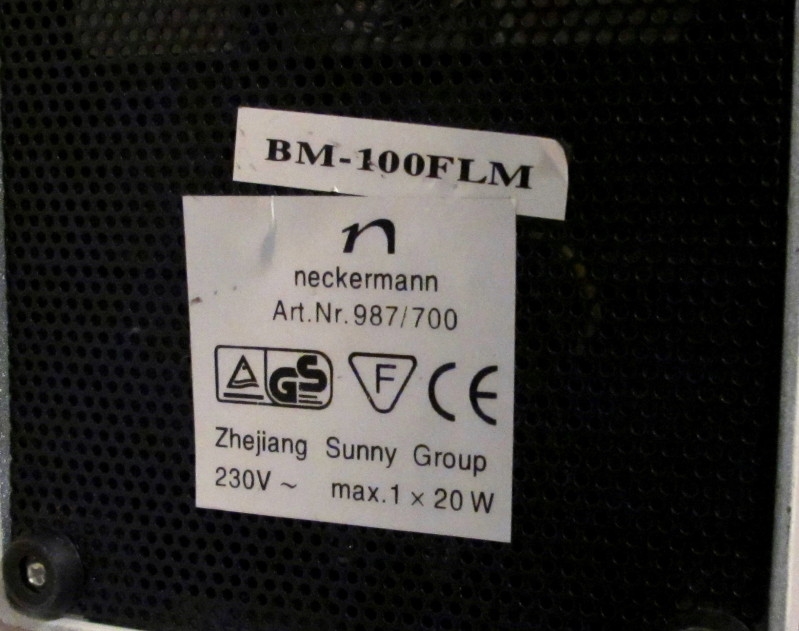 BM-100FLM
n
neckermann
Art.Nr.987/700
GS F CE
Zhejiang Sunny Group
230V ~ max.1 × 20 W